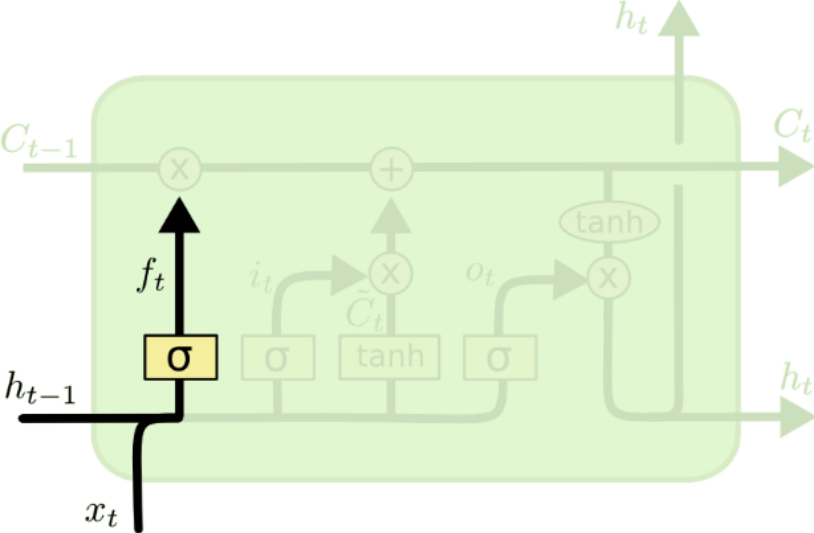 h_t
C_{t-1}
C_t
x
+
tanh
f_t
i_t
x
o_t
x
C̃_t
σ
σ
tanh
σ
h_{t-1}
h_t
x_t